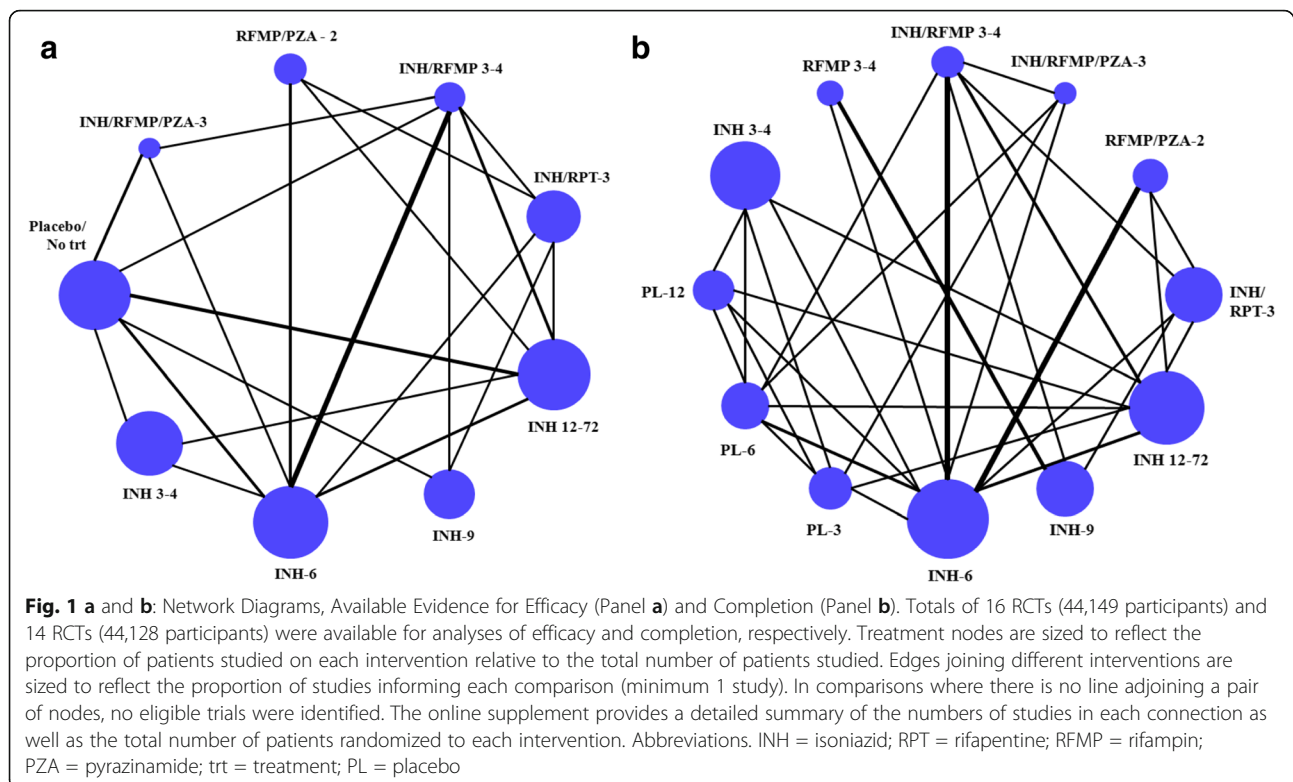 a
RFMP/PZA - 2
INH/RFMP 3-4
INH/RFMP/PZA-3
INH/RPT-3
Placebo/
No trt
INH 12-72
INH 3-4
INH-9
INH-6
b
INH/RFMP 3-4
RFMP 3-4
INH/RFMP/PZA-3
INH 3-4
RFMP/PZA-2
PL-12
INH/
RPT-3
PL-6
INH 12-72
PL-3
INH-9
INH-6
Fig. 1 a and b: Network Diagrams, Available Evidence for Efficacy (Panel a) and Completion (Panel b). Totals of 16 RCTs (44,149 participants) and
14 RCTs (44,128 participants) were available for analyses of efficacy and completion, respectively. Treatment nodes are sized to reflect the
proportion of patients studied on each intervention relative to the total number of patients studied. Edges joining different interventions are
sized to reflect the proportion of studies informing each comparison (minimum 1 study). In comparisons where there is no line adjoining a pair
of nodes, no eligible trials were identified. The online supplement provides a detailed summary of the numbers of studies in each connection as
well as the total number of patients randomized to each intervention. Abbreviations. INH = isoniazid; RPT = rifapentine; RFMP = rifampin;
PZA = pyrazinamide; trt = treatment; PL = placebo